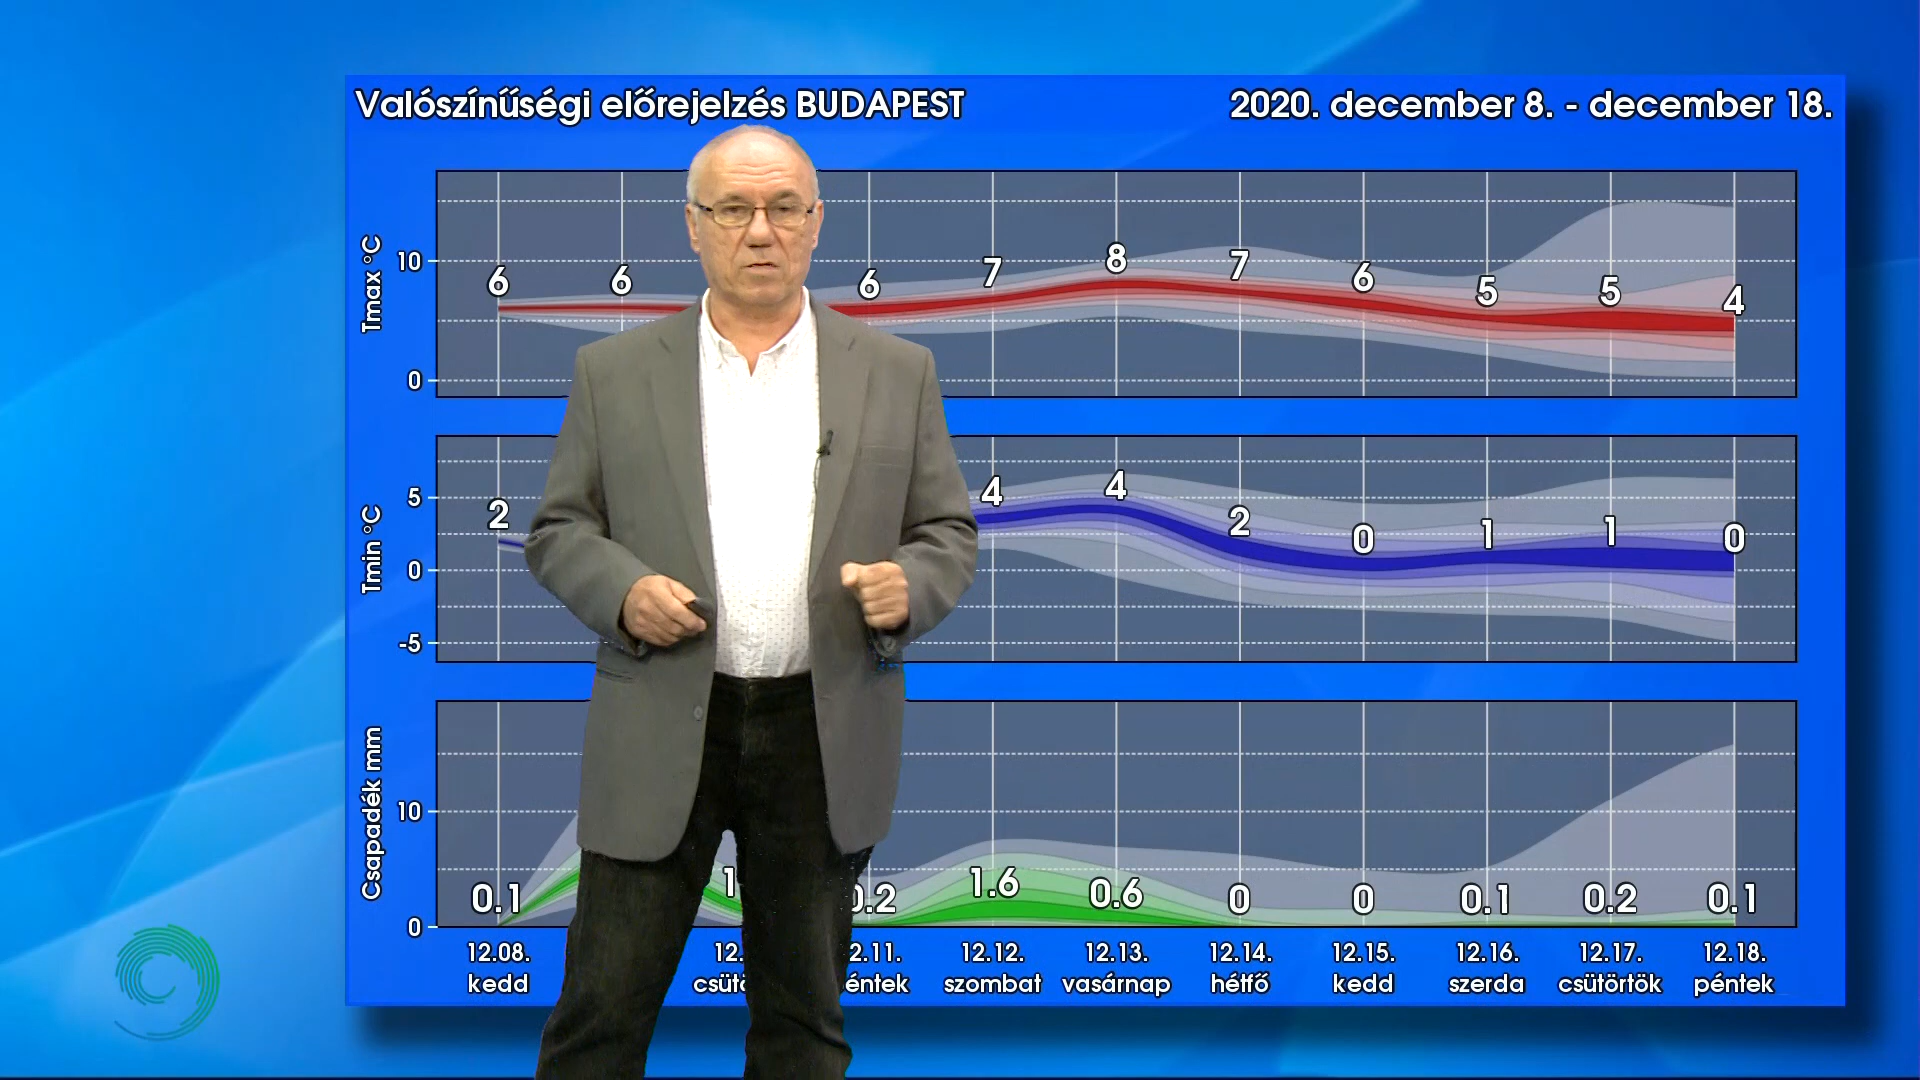 Valószínűségi előrejelzés BUDAPEST
2020. december 8. - december 18.
Tmax °C
10
0
6 6 6 7 8 7 6 5 5 4
Tmin °C
5
0
-5
2 4 4 2 0 1 1 0
Csapadék mm
10
0
0.1 1.6 0.6 0 0 0.1 0.2 0.1
12.08. 12.12. 12.13. 12.14. 12.15. 12.16. 12.17. 12.18.
kedd szombat vasárnap hétfő kedd szerda csütörtök péntek